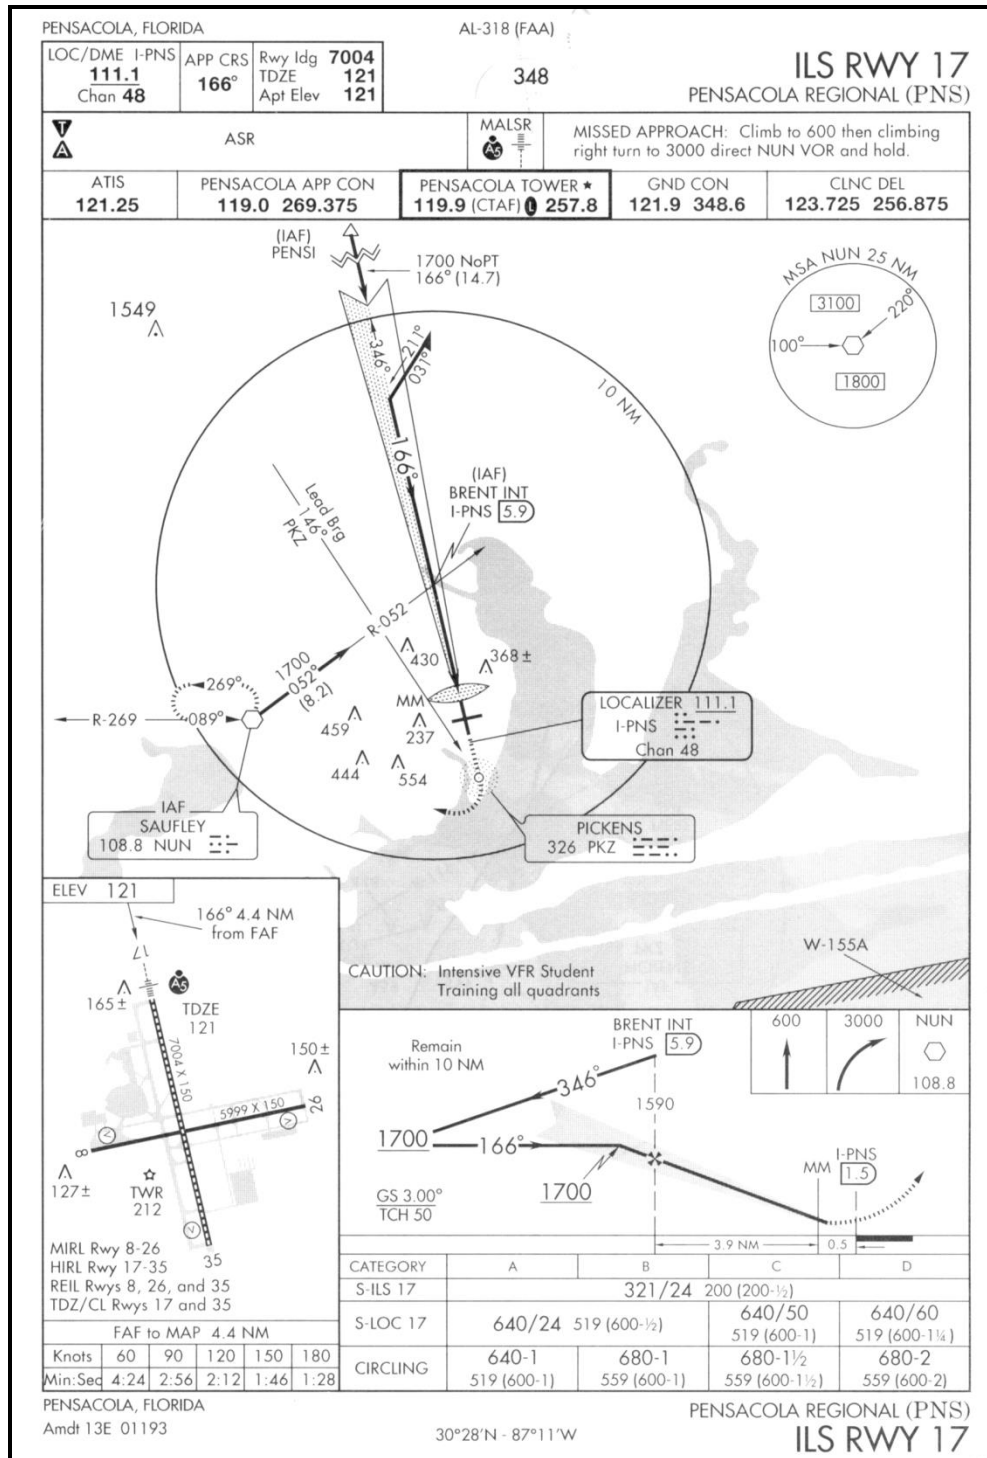 PENSACOLA, FLORIDA
AL-318 (FAA)
LOC/DME I-PNS
111.1
Chan 48
APP CRS
166°
Rwy ldg 7004
TDZE 121
Apt Elev 121
348
ILS RWY 17
PENSACOLA REGIONAL (PNS)
T
A
ASR
MALSR
A5
MISSED APPROACH: Climb to 600 then climbing
right turn to 3000 direct NUN VOR and hold.
ATIS
121.25
PENSACOLA APP CON
119.0 269.375
PENSACOLA TOWER ★
119.9 (CTAF) L 257.8
GND CON
121.9 348.6
CLNC DEL
123.725 256.875
(IAF)
PENSI
1700 NoPT
166° (14.7)
1549
346°
211°
031°
166°
10 NM
MSA NUN 25 NM
3100
220°
100°
1800
(IAF)
BRENT INT
I-PNS 5.9
Lead Brg
146°
PKZ
R-052
1700
052°
(8.2)
430
368±
269°
R-269
089°
MM
459
237
444
554
LOCALIZER 111.1
I-PNS
Chan 48
IAF
SAUFLEY
108.8 NUN
PICKENS
326 PKZ
W-155A
CAUTION: Intensive VFR Student
Training all quadrants
ELEV 121
166° 4.4 NM
from FAF
17
A5
165±
TDZE
121
7004 X 150
150±
5999 X 150
26
8
V
V
V
127±
TWR
212
35
MIRL Rwy 8-26
HIRL Rwy 17-35
REIL Rwys 8, 26, and 35
TDZ/CL Rwys 17 and 35
FAF to MAP 4.4 NM
Knots 60 90 120 150 180
Min:Sec 4:24 2:56 2:12 1:46 1:28
Remain
within 10 NM
BRENT INT
I-PNS 5.9
346°
1590
1700
166°
1700
GS 3.00°
TCH 50
MM
I-PNS
1.5
3.9 NM
0.5
600
3000
NUN
108.8
CATEGORY A B C D
S-ILS 17 321/24 200 (200-½)
S-LOC 17
640/24 519 (600-½)
640/50
519 (600-1)
640/60
519 (600-1¼)
CIRCLING
640-1
519 (600-1)
680-1
559 (600-1)
680-1½
559 (600-1½)
680-2
559 (600-2)
PENSACOLA, FLORIDA
Amdt 13E 01193
30°28'N - 87°11'W
PENSACOLA REGIONAL (PNS)
ILS RWY 17